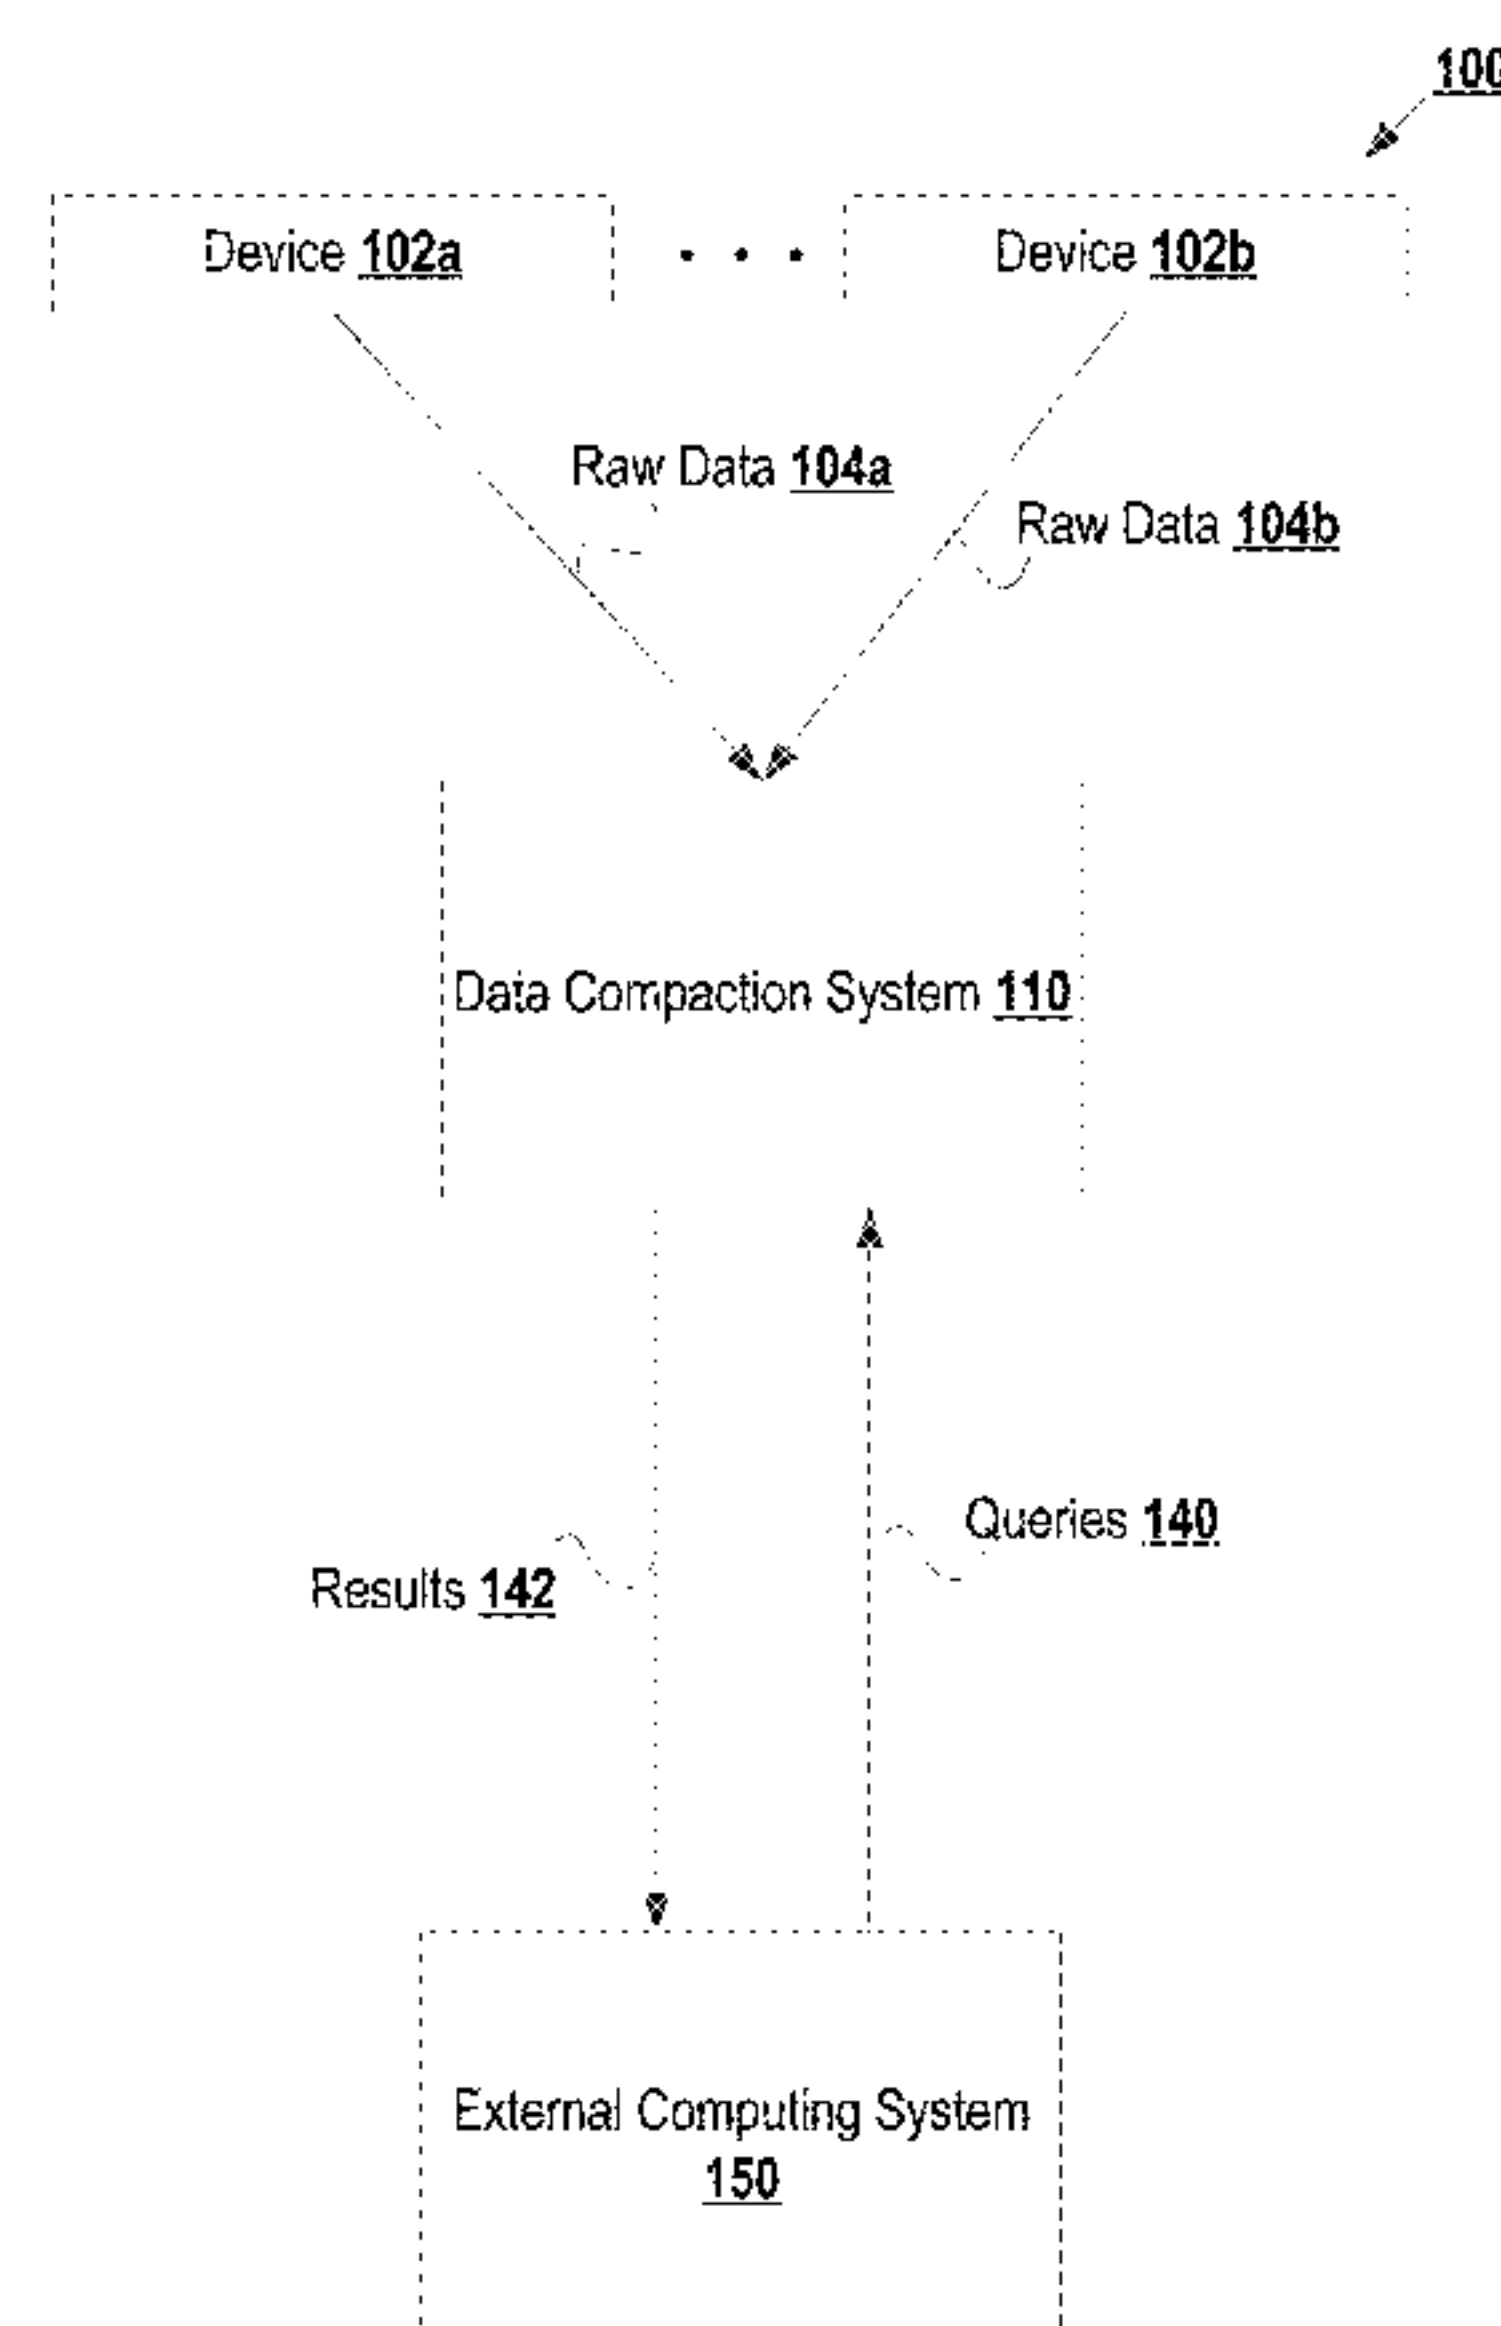 100
Device 102a
Device 102b
Raw Data 104a
Raw Data 104b
Data Compaction System 110
Queries 140
Results 142
External Computing System
150